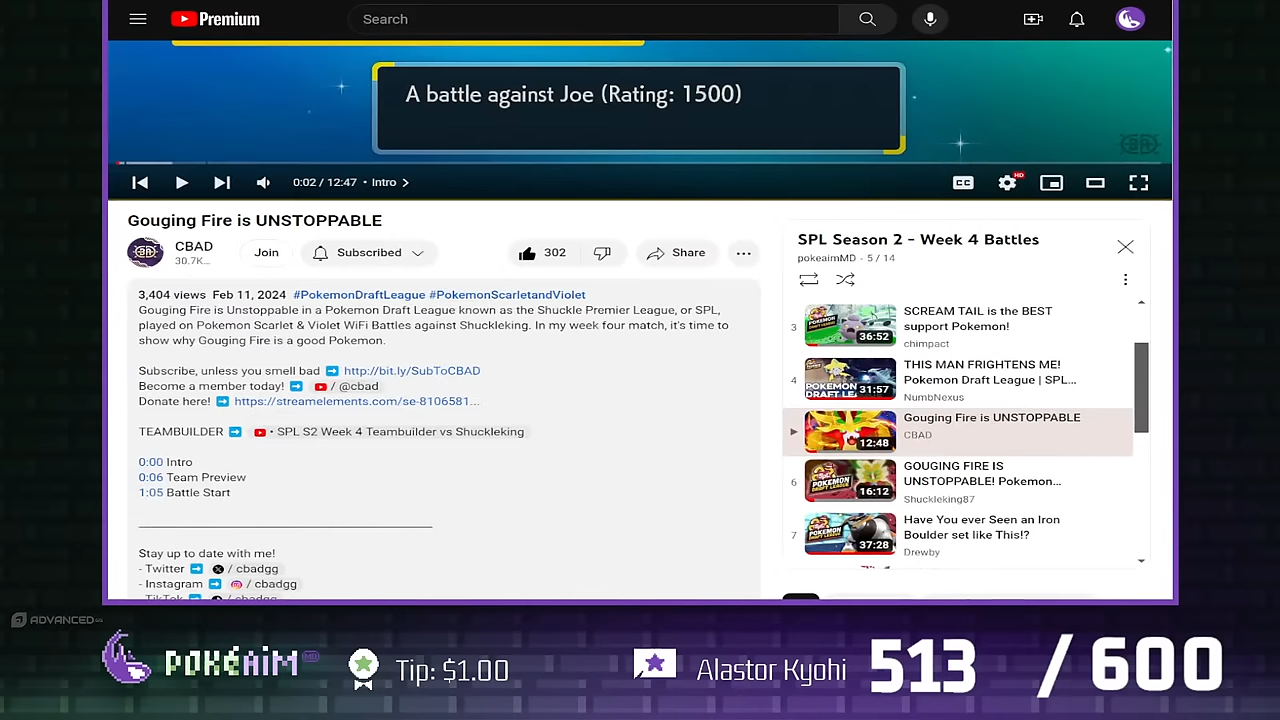 Premium
Search
A battle against Joe (Rating: 1500)
0:02 / 12:47 • Intro
CC
HD
Gouging Fire is UNSTOPPABLE
CBAD
30.7K...
Join
Subscribed
302
Share
3,404 views Feb 11, 2024 #PokemonDraftLeague #PokemonScarletandViolet
Gouging Fire is Unstoppable in a Pokemon Draft League known as the Shuckle Premier League, or SPL,
played on Pokemon Scarlet & Violet WiFi Battles against Shuckleking. In my week four match, it's time to
show why Gouging Fire is a good Pokemon.
Subscribe, unless you smell bad ➡ http://bit.ly/SubToCBAD
Become a member today! ➡ / @cbad
Donate here! ➡ https://streamelements.com/se-8106581...
TEAMBUILDER ➡ • SPL S2 Week 4 Teambuilder vs Shuckleking
0:00 Intro
0:06 Team Preview
1:05 Battle Start
Stay up to date with me!
- Twitter ➡ / cbadgg
- Instagram ➡ / cbadgg
- TikTok ➡ / cbadgg
SPL Season 2 - Week 4 Battles
pokeaimMD - 5 / 14
3
36:52
SCREAM TAIL is the BEST
support Pokemon!
chimpact
4
31:57
THIS MAN FRIGHTENS ME!
Pokemon Draft League | SPL...
NumbNexus
12:48
Gouging Fire is UNSTOPPABLE
CBAD
6
16:12
GOUGING FIRE IS
UNSTOPPABLE! Pokemon...
Shuckleking87
7
37:28
Have You ever Seen an Iron
Boulder set like This!?
Drewby
ADVANCED
POKéAIM MD
Tip: $1.00
Alastor Kyohi
513 / 600